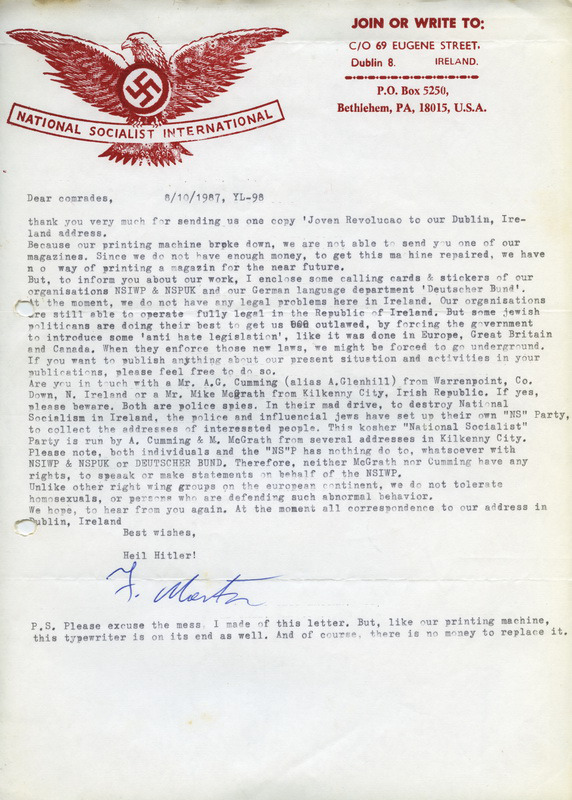 JOIN OR WRITE TO:
C/O 69 EUGENE STREET.
Dublin 8. IRELAND.
P.O. Box 5250,
Bethlehem, PA, 18015, U.S.A.
NATIONAL SOCIALIST INTERNATIONAL
Dear comrades, 8/10/1987, YL-98
thank you very much for sending us one copy 'Joven Revolucao to our Dublin, Ire-
land address.
Because our printing machine broke down, we are not able to send you one of our
magazines. Since we do not have enough money, to get this ma hine repaired, we have
n o way of printing a magazin for the near future.
But, to inform you about our work, I enclose some calling cards & stickers of our
organisations NSIWP & NSPUK and our German language department 'Deutscher Bund'.
At the moment, we do not have any legal problems here in Ireland. Our organisations
are still able to operate fully legal in the Republic of Ireland. But some jewish
politicans are doing their best to get us outlawed, by forcing the government
to introduce some 'anti hate legislation', like it was done in Europe, Great Britain
and Canada. When they enforce those new laws, we might be forced to go underground.
If you want to publish anything about our present situation and activities in your
publications, please feel free to do so.
Are you in touch with a Mr. A.G. Cumming (alias A.Glenhill) from Warrenpoint, Co.
Down, N. Ireland or a Mr. Mike McGrath from Kilkenny City, Irish Republic. If yes,
please beware. Both are police spies. In their mad drive, to destroy National
Socialism in Ireland, the police and influencial jews have set up their own "NS" Party,
to collect the addresses of interessted people. This kosher "National Socialist"
Party is run by A. Cumming & M. McGrath from several addresses in Kilkenny City.
Please note, both individuals and the "NS"P has nothing to do, whatsoever with
NSIWP & NSPUK or DEUTSCHER BUND. Therefore, neither McGrath nor Cumming have any
rights, to speaak or make statements on behalf of the NSIWP.
Unlike other right wing groups on the european continent, we do not tolerate
homosexuals, or persons who are defending such abnormal behavior.
We hope, to hear from you again. At the moment all correspondence to our address in
Dublin, Ireland
Best wishes,
Heil Hitler!
P.S. Please excuse the mess, I made of this letter. But, like our printing machine,
this typewriter is on its end as well. And of course, there is no money to replace it.